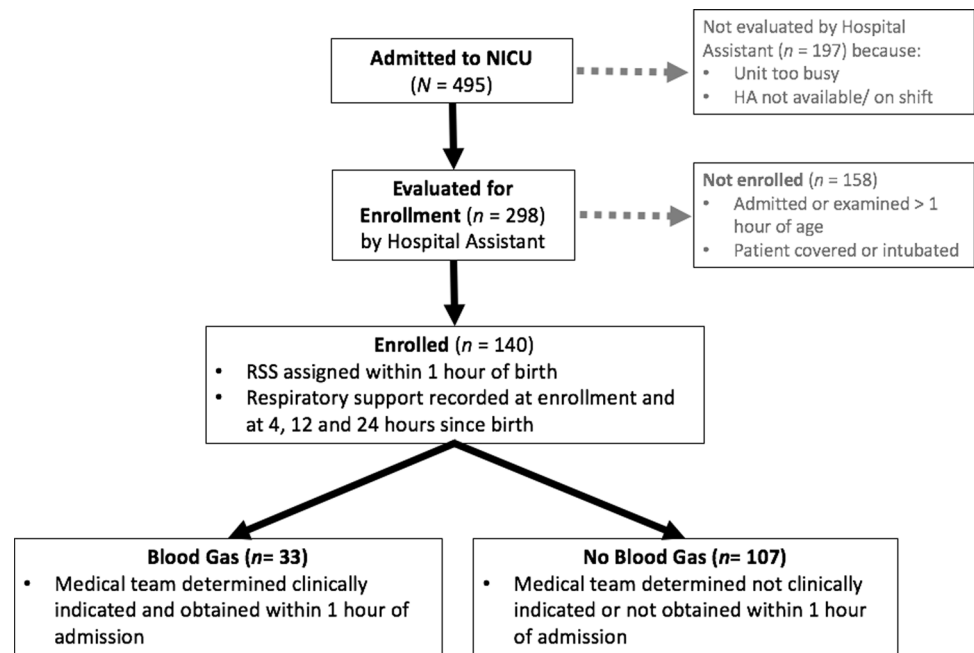 Admitted to NICU
(N = 495)
Not evaluated by Hospital
Assistant (n = 197) because:
• Unit too busy
• HA not available/ on shift
Evaluated for
Enrollment (n = 298)
by Hospital Assistant
Not enrolled (n = 158)
• Admitted or examined > 1
hour of age
• Patient covered or intubated
Enrolled (n = 140)
• RSS assigned within 1 hour of birth
• Respiratory support recorded at enrollment and
at 4, 12 and 24 hours since birth
Blood Gas (n= 33)
• Medical team determined clinically
indicated and obtained within 1 hour of
admission
No Blood Gas (n= 107)
• Medical team determined not clinically
indicated or not obtained within 1 hour
of admission